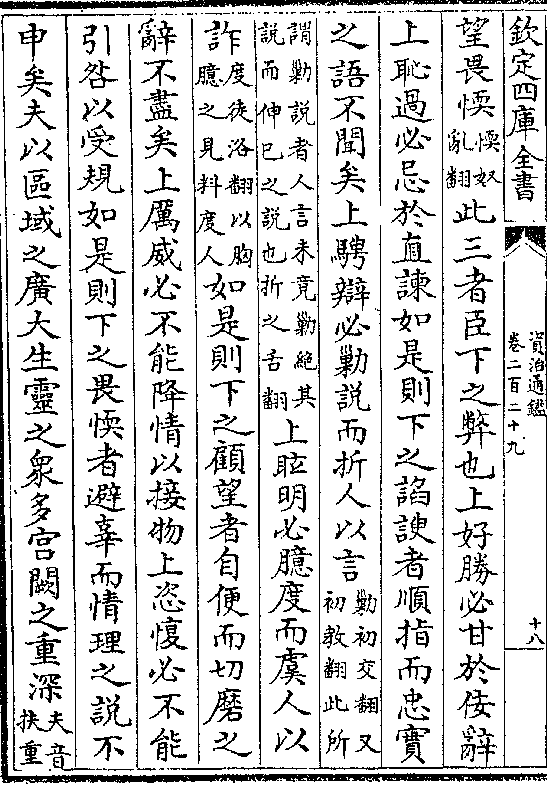 欽定四庫全書
資治通鑑
卷二百二十九
十八
望畏愞愞奴亂翻此三者臣下之弊也上好勝必甘於佞辭
上恥過必忌於直諫如是則下之諂諛者順指而忠實
之語不聞矣上騁辯必勦說而折人以言勦初交翻又初教翻此所
謂勦說者人言未竟勦絶其說而伸已之說也折之舌翻上眩明必臆度而虞人以
詐度徒洛翻以胸臆之見料度人如是則下之顧望者自便而切磨之
辭不盡矣上厲威必不能降情以接物上恣愎必不能
引咎以受規如是則下之畏愞者避辜而情理之說不
申矣夫以區域之廣大生靈之衆多宫闕之重深夫音扶重